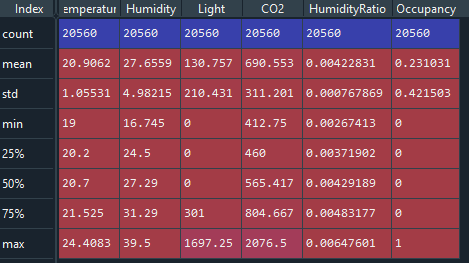 Index emperatur Humidity Light CO2 HumidityRatio Occupancy
count 20560 20560 20560 20560 20560 20560
mean 20.9062 27.6559 130.757 690.553 0.00422831 0.231031
std 1.05531 4.98215 210.431 311.201 0.000767869 0.421503
min 19 16.745 0 412.75 0.00267413 0
25% 20.2 24.5 0 460 0.00371902 0
50% 20.7 27.29 0 565.417 0.00429189 0
75% 21.525 31.29 301 804.667 0.00483177 0
max 24.4083 39.5 1697.25 2076.5 0.00647601 1